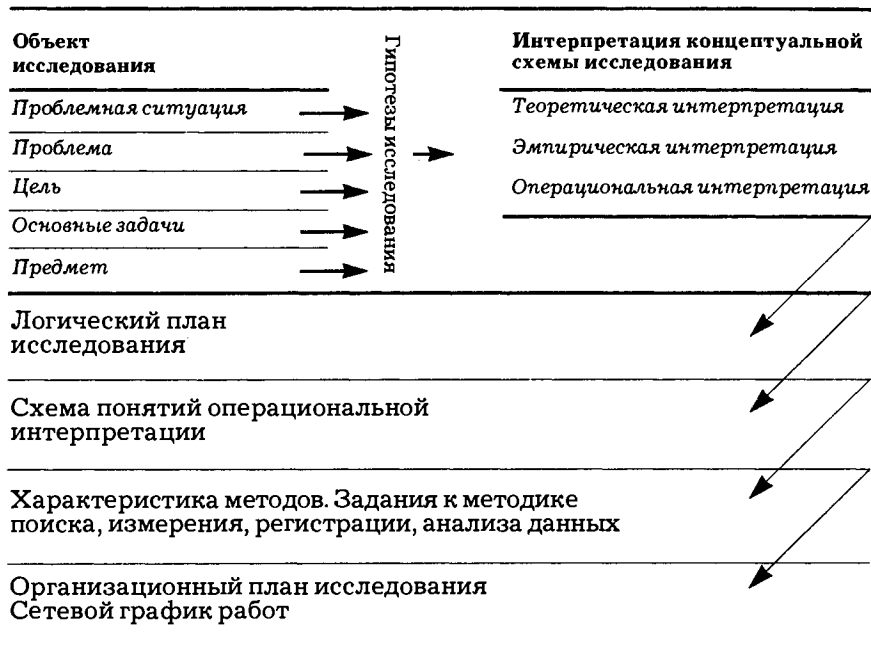 Объект
исследования
Проблемная ситуация
Проблема
Цель
Основные задачи
Предмет
Гипотезы исследования
Интерпретация концептуальной
схемы исследования
Теоретическая интерпретация
Эмпирическая интерпретация
Операциональная интерпретация
Логический план
исследования
Схема понятий операциональной
интерпретации
Характеристика методов. Задания к методике
поиска, измерения, регистрации, анализа данных
Организационный план исследования
Сетевой график работ